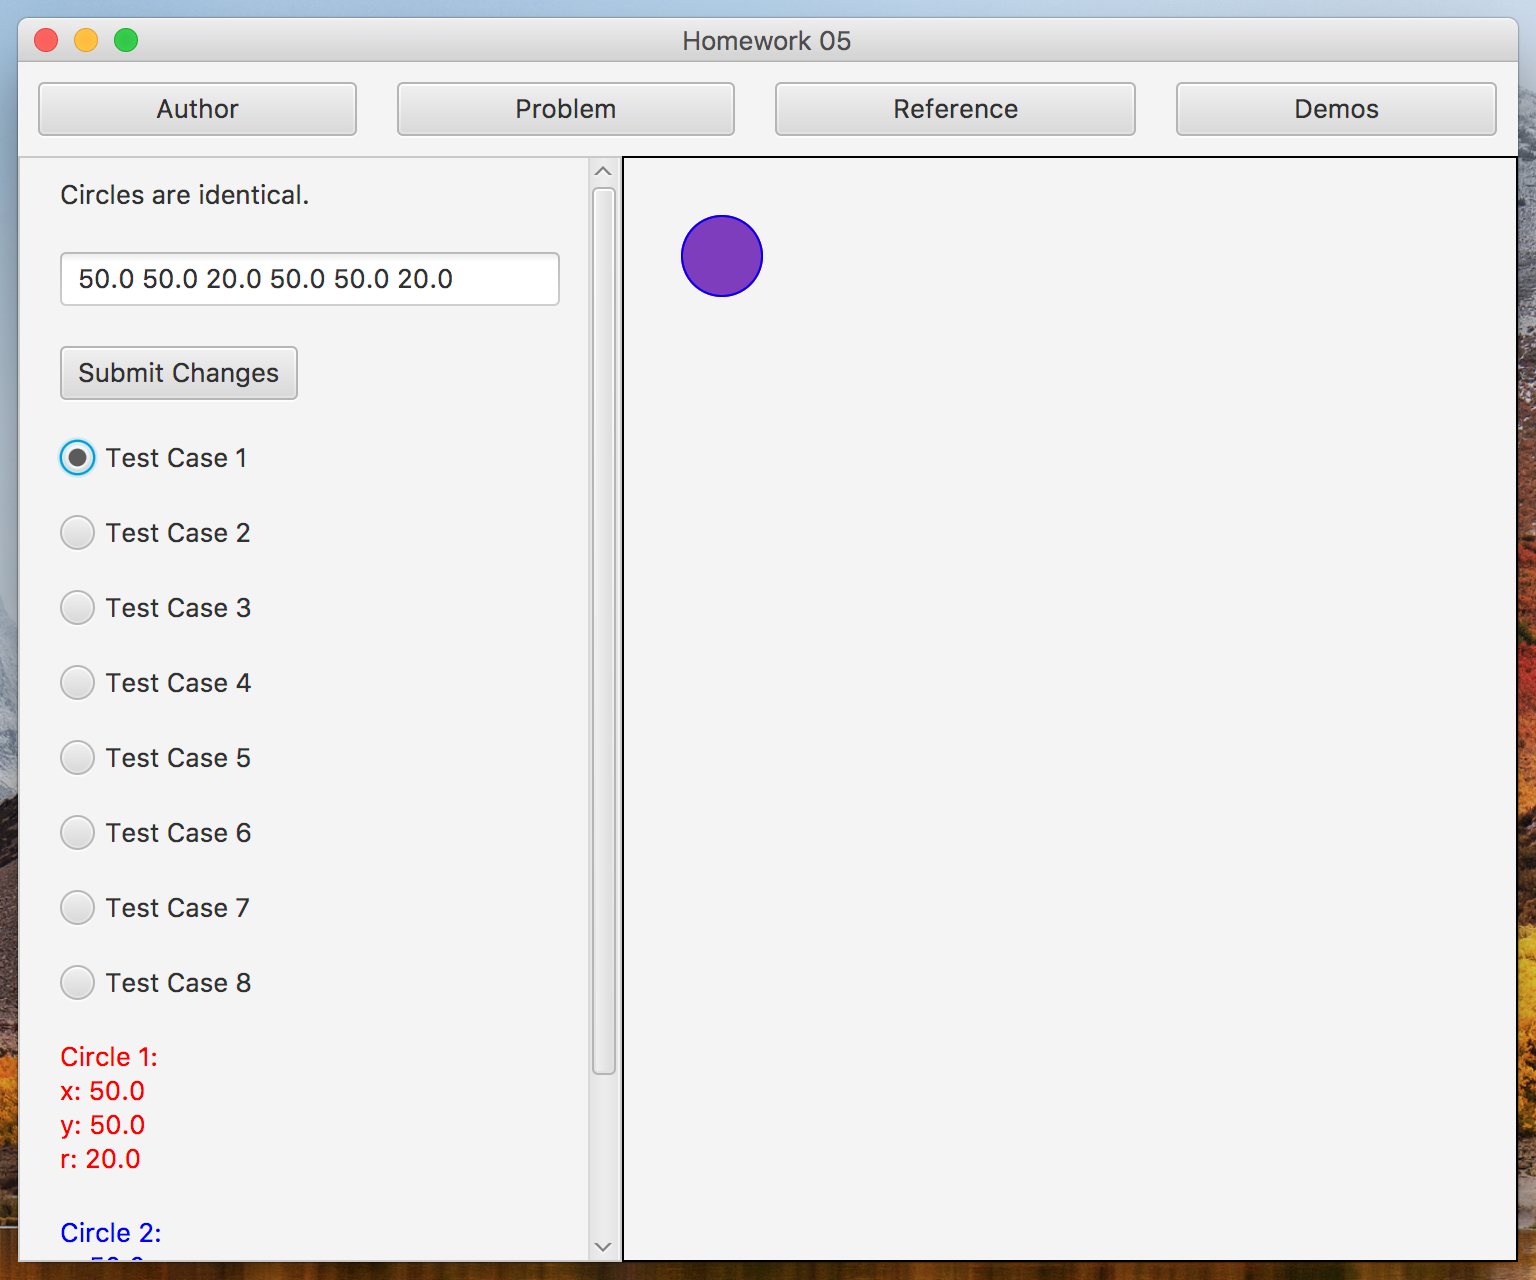 Homework 05
Author Problem Reference Demos
Circles are identical.
50.0 50.0 20.0 50.0 50.0 20.0
Submit Changes
Test Case 1
Test Case 2
Test Case 3
Test Case 4
Test Case 5
Test Case 6
Test Case 7
Test Case 8
Circle 1:
x: 50.0
y: 50.0
r: 20.0
Circle 2: